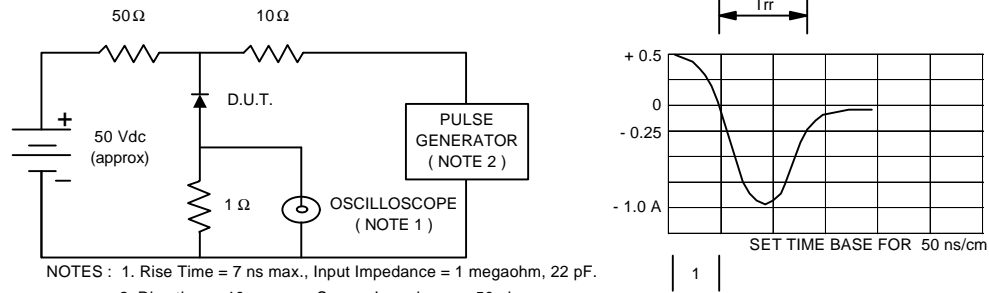 50 Ω
10 Ω
Trr
+ 0.5
D.U.T.
+
50 Vdc
(approx)
PULSE
GENERATOR
( NOTE 2 )
0
- 0.25
1 Ω
OSCILLOSCOPE
( NOTE 1 )
- 1.0 A
SET TIME BASE FOR 50 ns/cm
1
NOTES : 1. Rise Time = 7 ns max., Input Impedance = 1 megaohm, 22 pF.